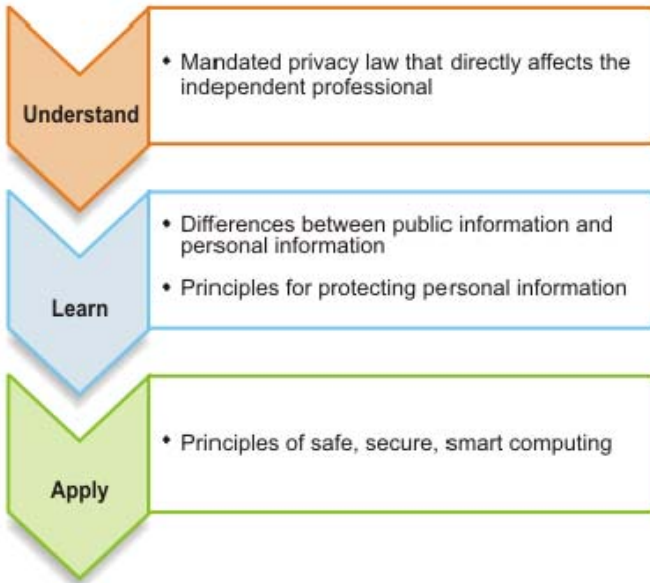 Understand
• Mandated privacy law that directly affects the
independent professional
Learn
• Differences between public information and
personal information
• Principles for protecting personal information
Apply
• Principles of safe, secure, smart computing